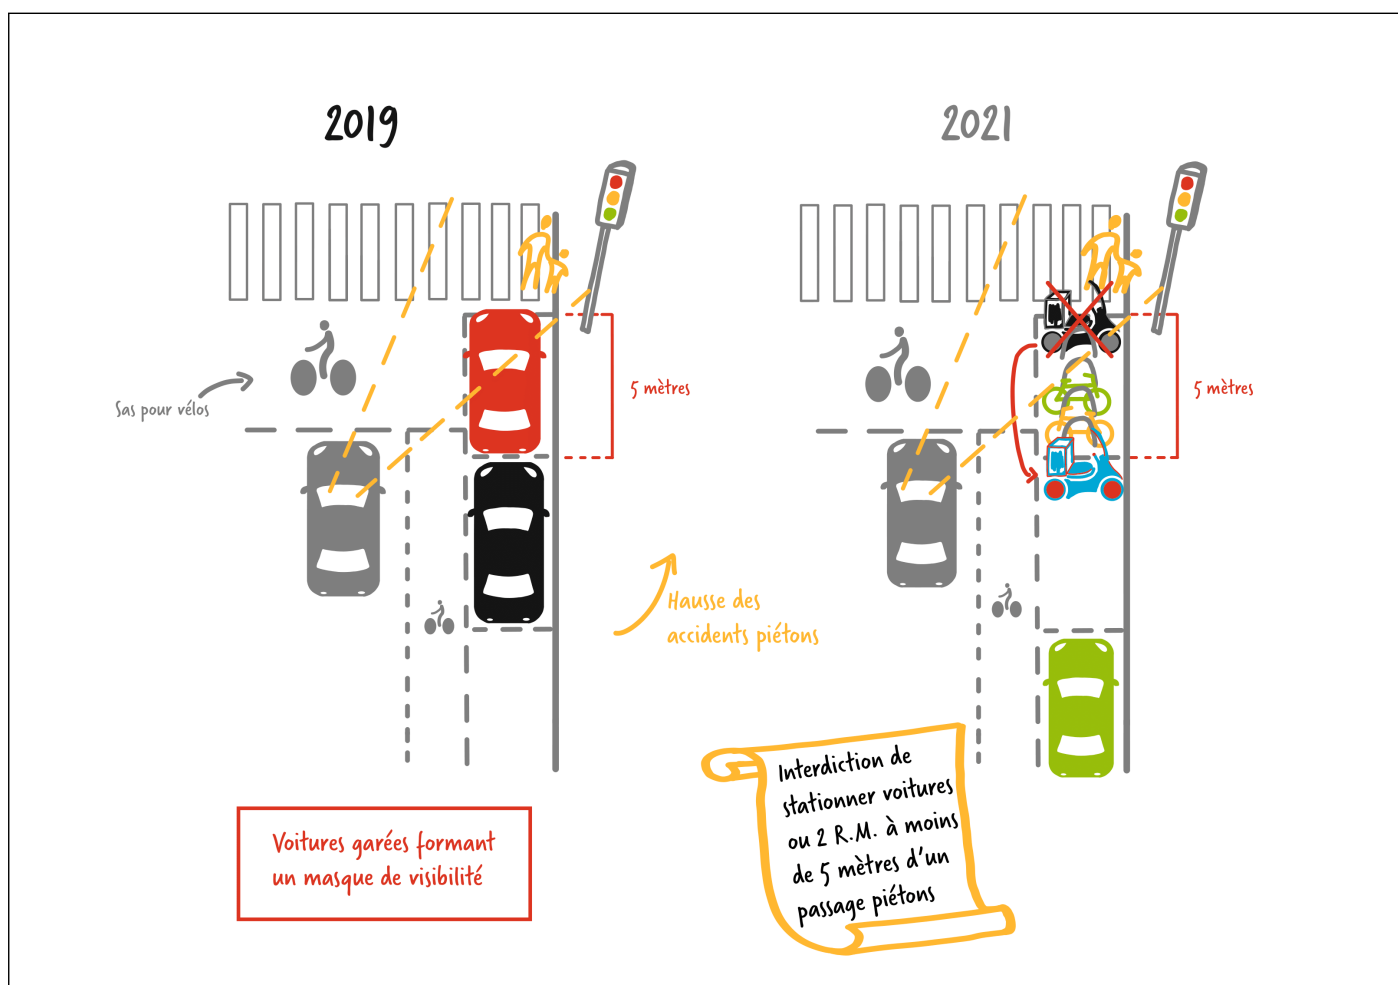 2019
2021
Sas pour vélos
5 mètres
5 mètres
Hausse des
accidents piétons
Voitures garées formant
un masque de visibilité
Interdiction de
stationner voitures
ou 2 R.M. à moins
de 5 mètres d'un
passage piétons